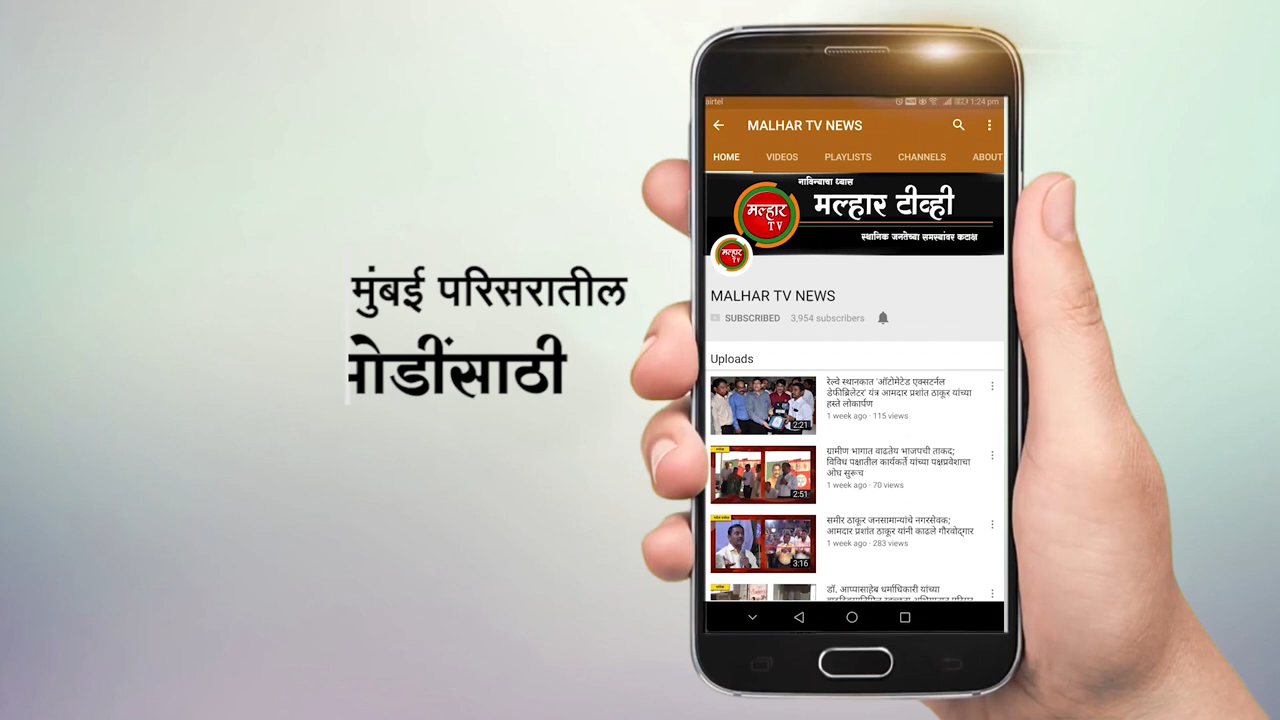 मुंबई परिसरातील
ोडींसाठी
airtel
1:24 pm
MALHAR TV NEWS
HOME VIDEOS PLAYLISTS CHANNELS ABOUT
नाविन्याचा ध्यास
मल्हार टीव्ही
मल्हार
TV
स्थानिक जनतेच्या समस्यांवर कटाक्ष
मल्हार
TV
MALHAR TV NEWS
SUBSCRIBED 3,954 subscribers
Uploads
रेल्वे स्थानकात 'ऑटोमेटेड एक्सटर्नल
डेफीब्रिलेटर' यंत्र आमदार प्रशांत ठाकूर यांच्या
हस्ते लोकार्पण
1 week ago · 115 views
2:21
ग्रामीण भागात वाढतेय भाजपची ताकद;
विविध पक्षातील कार्यकर्ते यांच्या पक्षप्रवेशाचा
ओघ सुरूच
1 week ago · 70 views
2:51
समीर ठाकूर जनसामान्यांचे नगरसेवक;
आमदार प्रशांत ठाकूर यांनी काढले गौरवोद्गार
1 week ago · 283 views
3:16
डॉ. आप्पासाहेब धर्माधिकारी यांच्या